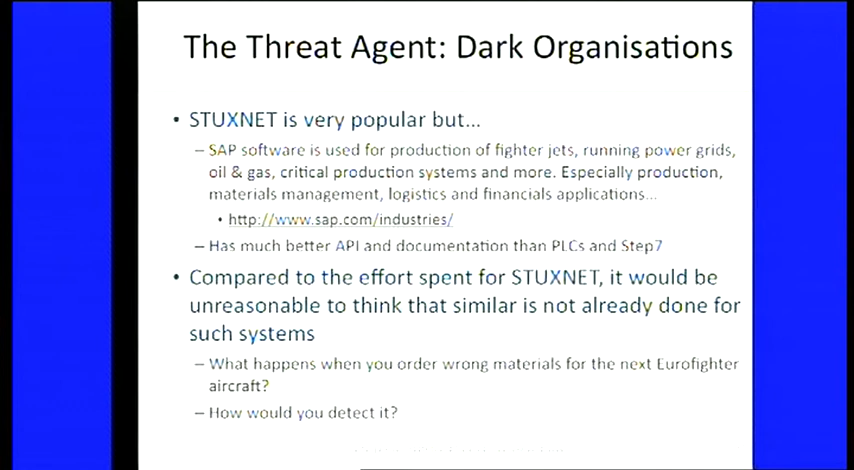 The Threat Agent: Dark Organisations
• STUXNET is very popular but...
– SAP software is used for production of fighter jets, running power grids,
oil & gas, critical production systems and more. Especially production,
materials management, logistics and financials applications...
• http://www.sap.com/industries/
– Has much better API and documentation than PLCs and Step7
• Compared to the effort spent for STUXNET, it would be
unreasonable to think that similar is not already done for
such systems
– What happens when you order wrong materials for the next Eurofighter
aircraft?
– How would you detect it?